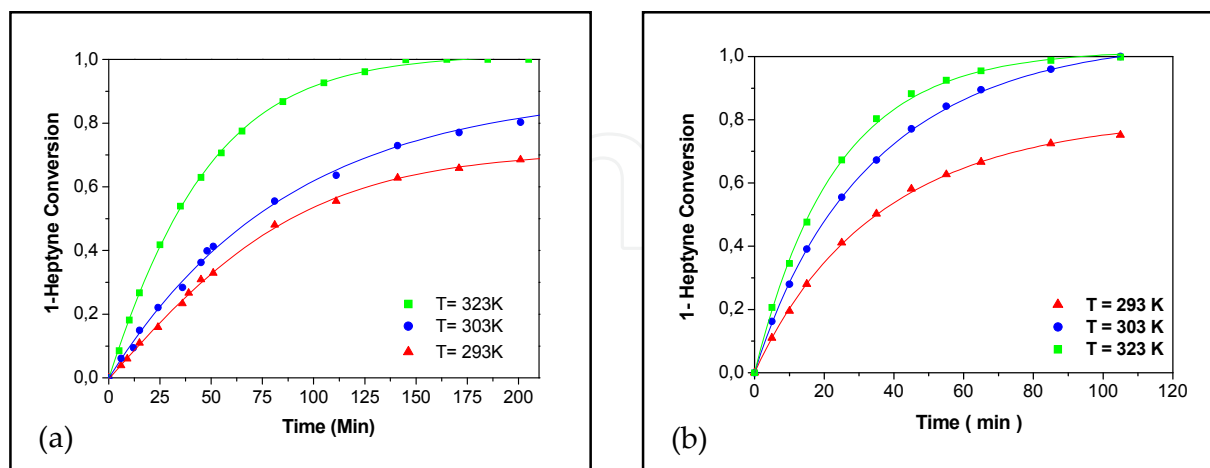 1-Heptyne Conversion
1,0
0,8
0,6
0,4
0,2
0,0
T= 323K
T= 303K
T= 293K
0 25 50 75 100 125 150 175 200
Time (Min)
(a)
1- Heptyne Conversion
1,0
0,8
0,6
0,4
0,2
0,0
T = 293 K
T = 303 K
T = 323 K
0 20 40 60 80 100 120
Time ( min )
(b)